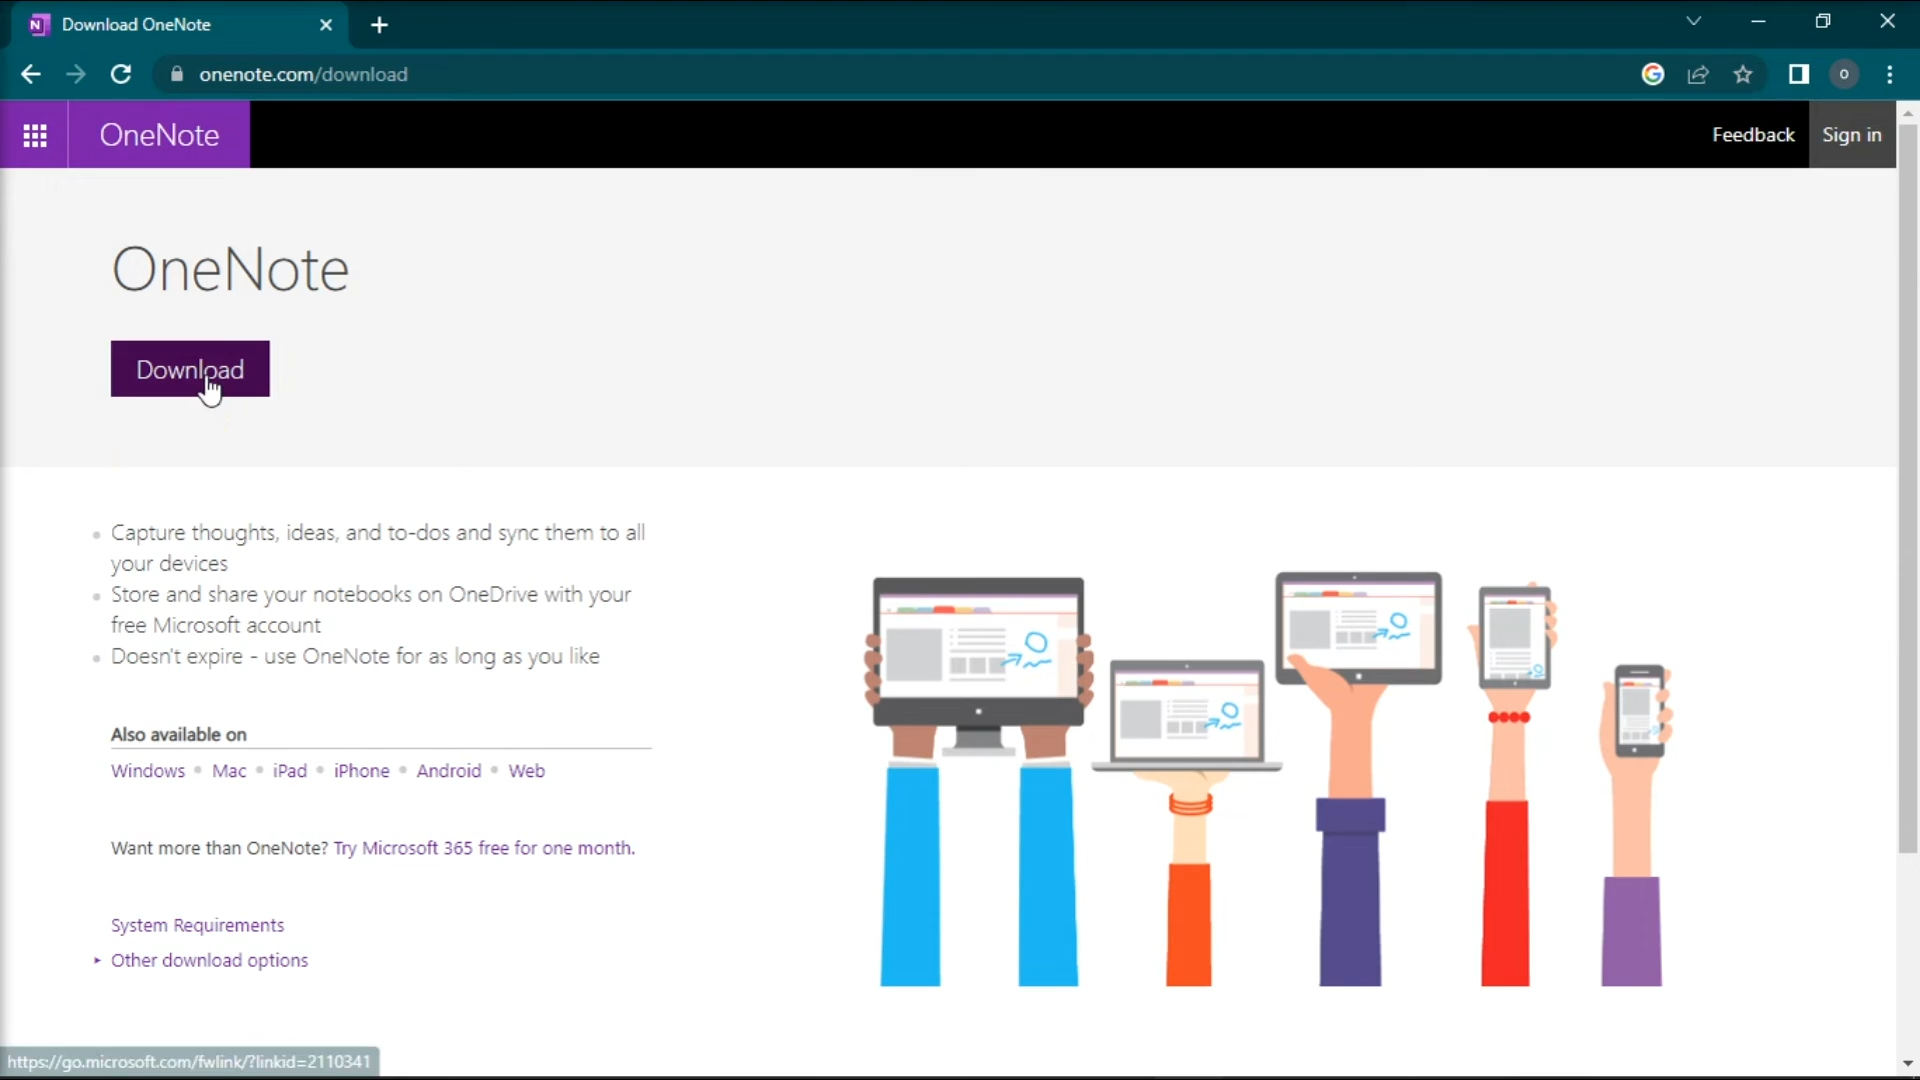 Download OneNote
onenote.com/download
O
OneNote
Feedback
Sign in
OneNote
Download
Capture thoughts, ideas, and to-dos and sync them to all
your devices
Store and share your notebooks on OneDrive with your
free Microsoft account
Doesn't expire - use OneNote for as long as you like
Also available on
Windows • Mac • iPad • iPhone • Android • Web
Want more than OneNote? Try Microsoft 365 free for one month.
System Requirements
Other download options
https://go.microsoft.com/fwlink/?linkid=2110341